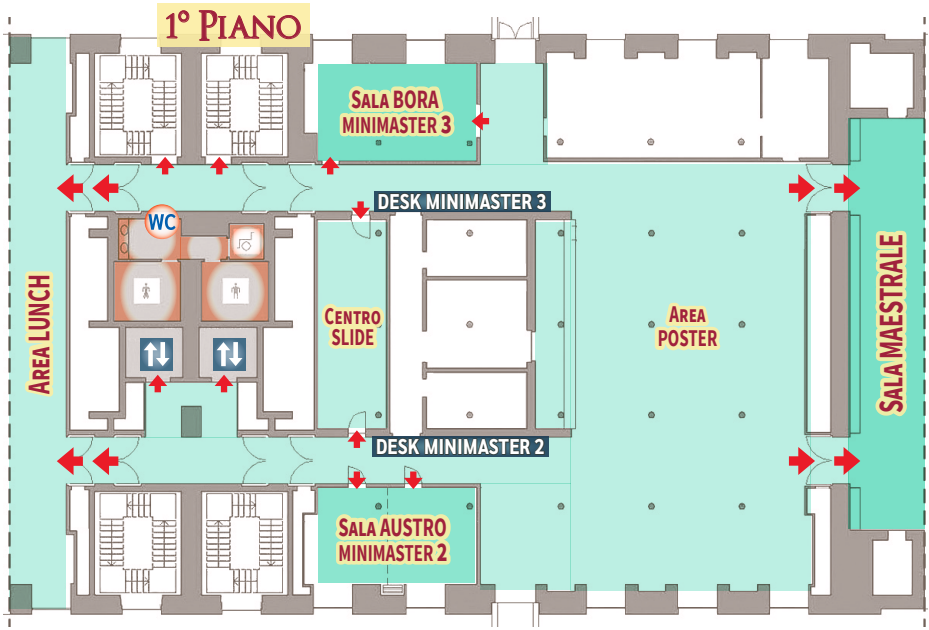 1° PIANO
SALA BORA
MINIMASTER 3
DESK MINIMASTER 3
WC
AREA LUNCH
CENTRO
SLIDE
AREA
POSTER
SALA MAESTRALE
DESK MINIMASTER 2
SALA AUSTRO
MINIMASTER 2